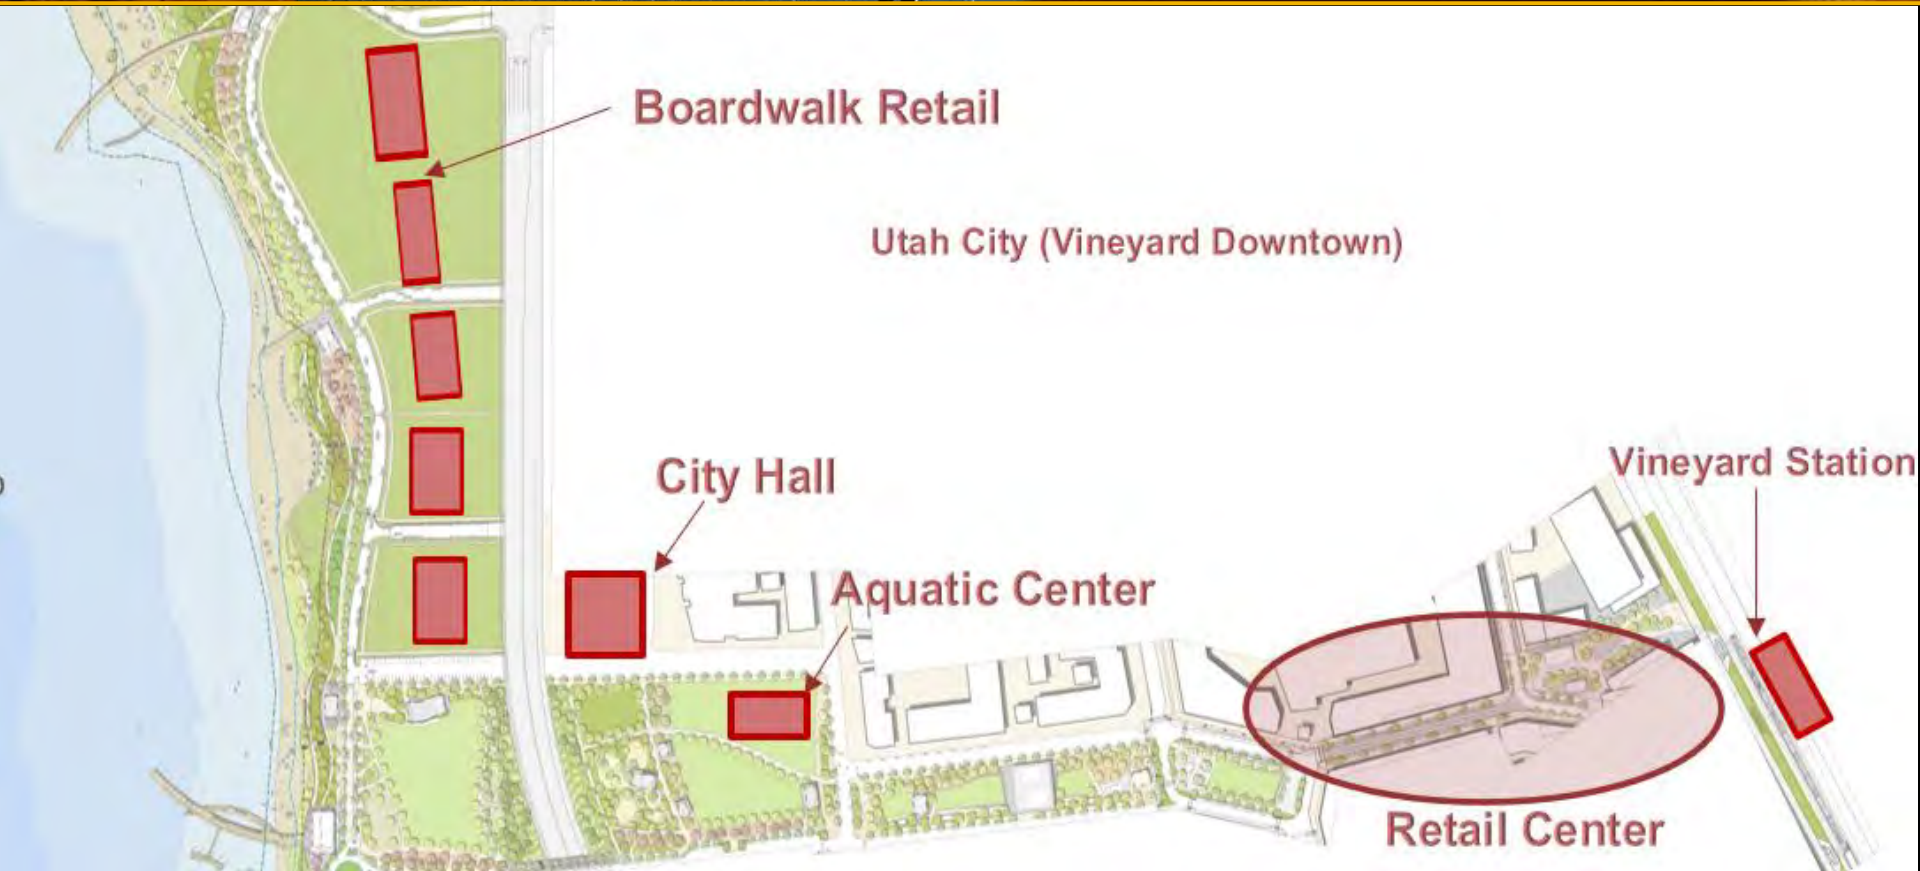 Boardwalk Retail
Utah City (Vineyard Downtown)
City Hall
Vineyard Station
Aquatic Center
Retail Center